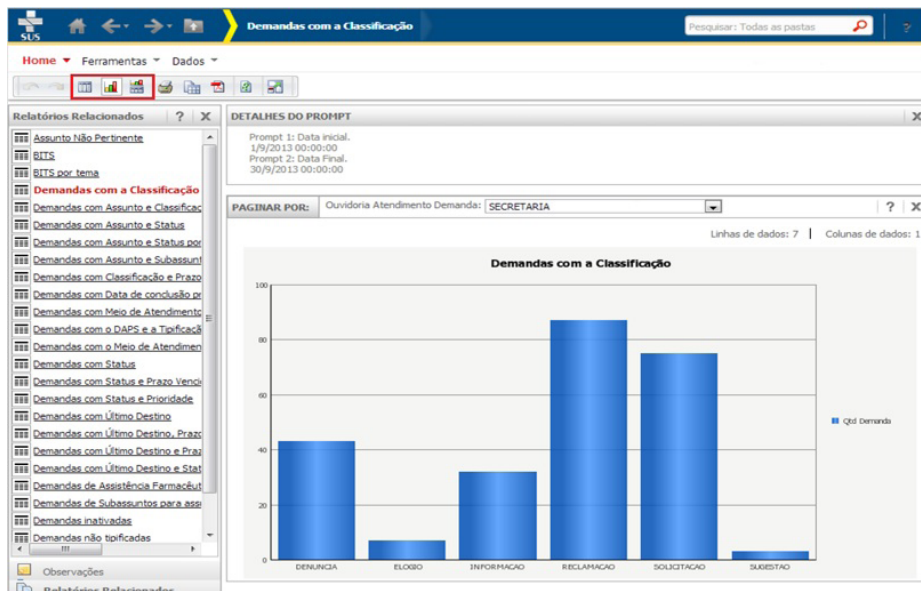 SUS
Demandas com a Classificação
Pesquisar: Todas as pastas
?
Home Ferramentas Dados
Relatórios Relacionados ? X
Assunto Não Pertinente
BITS
BITS por tema
Demandas com a Classificação
Demandas com Assunto e Classificac
Demandas com Assunto e Status
Demandas com Assunto e Status por
Demandas com Assunto e Subassunt
Demandas com Classificação e Prazo
Demandas com Data de conclusão pr
Demandas com Meio de Atendimento
Demandas com o DAPS e a Tipificaçã
Demandas com o Meio de Atendimen
Demandas com Status
Demandas com Status e Prazo Venci
Demandas com Status e Prioridade
Demandas com Último Destino
Demandas com Último Destino, Prazo
Demandas com Último Destino e Praz
Demandas com Último Destino e Stat
Demandas de Assistência Farmacêut
Demandas de Subassuntos para assu
Demandas inativadas
Demandas não tipificadas
Observações
Relatórios Relacionados
DETALHES DO PROMPT X
Prompt 1: Data inicial.
1/9/2013 00:00:00
Prompt 2: Data Final.
30/9/2013 00:00:00
PAGINAR POR: Ouvidoria Atendimento Demanda: SECRETARIA ? X
Linhas de dados: 7 | Colunas de dados: 1
Demandas com a Classificação
100
80
60
40
20
0
DENUNCIA ELOGIO INFORMACAO RECLAMACAO SOLICITACAO SUGESTAO
Qtd Demanda